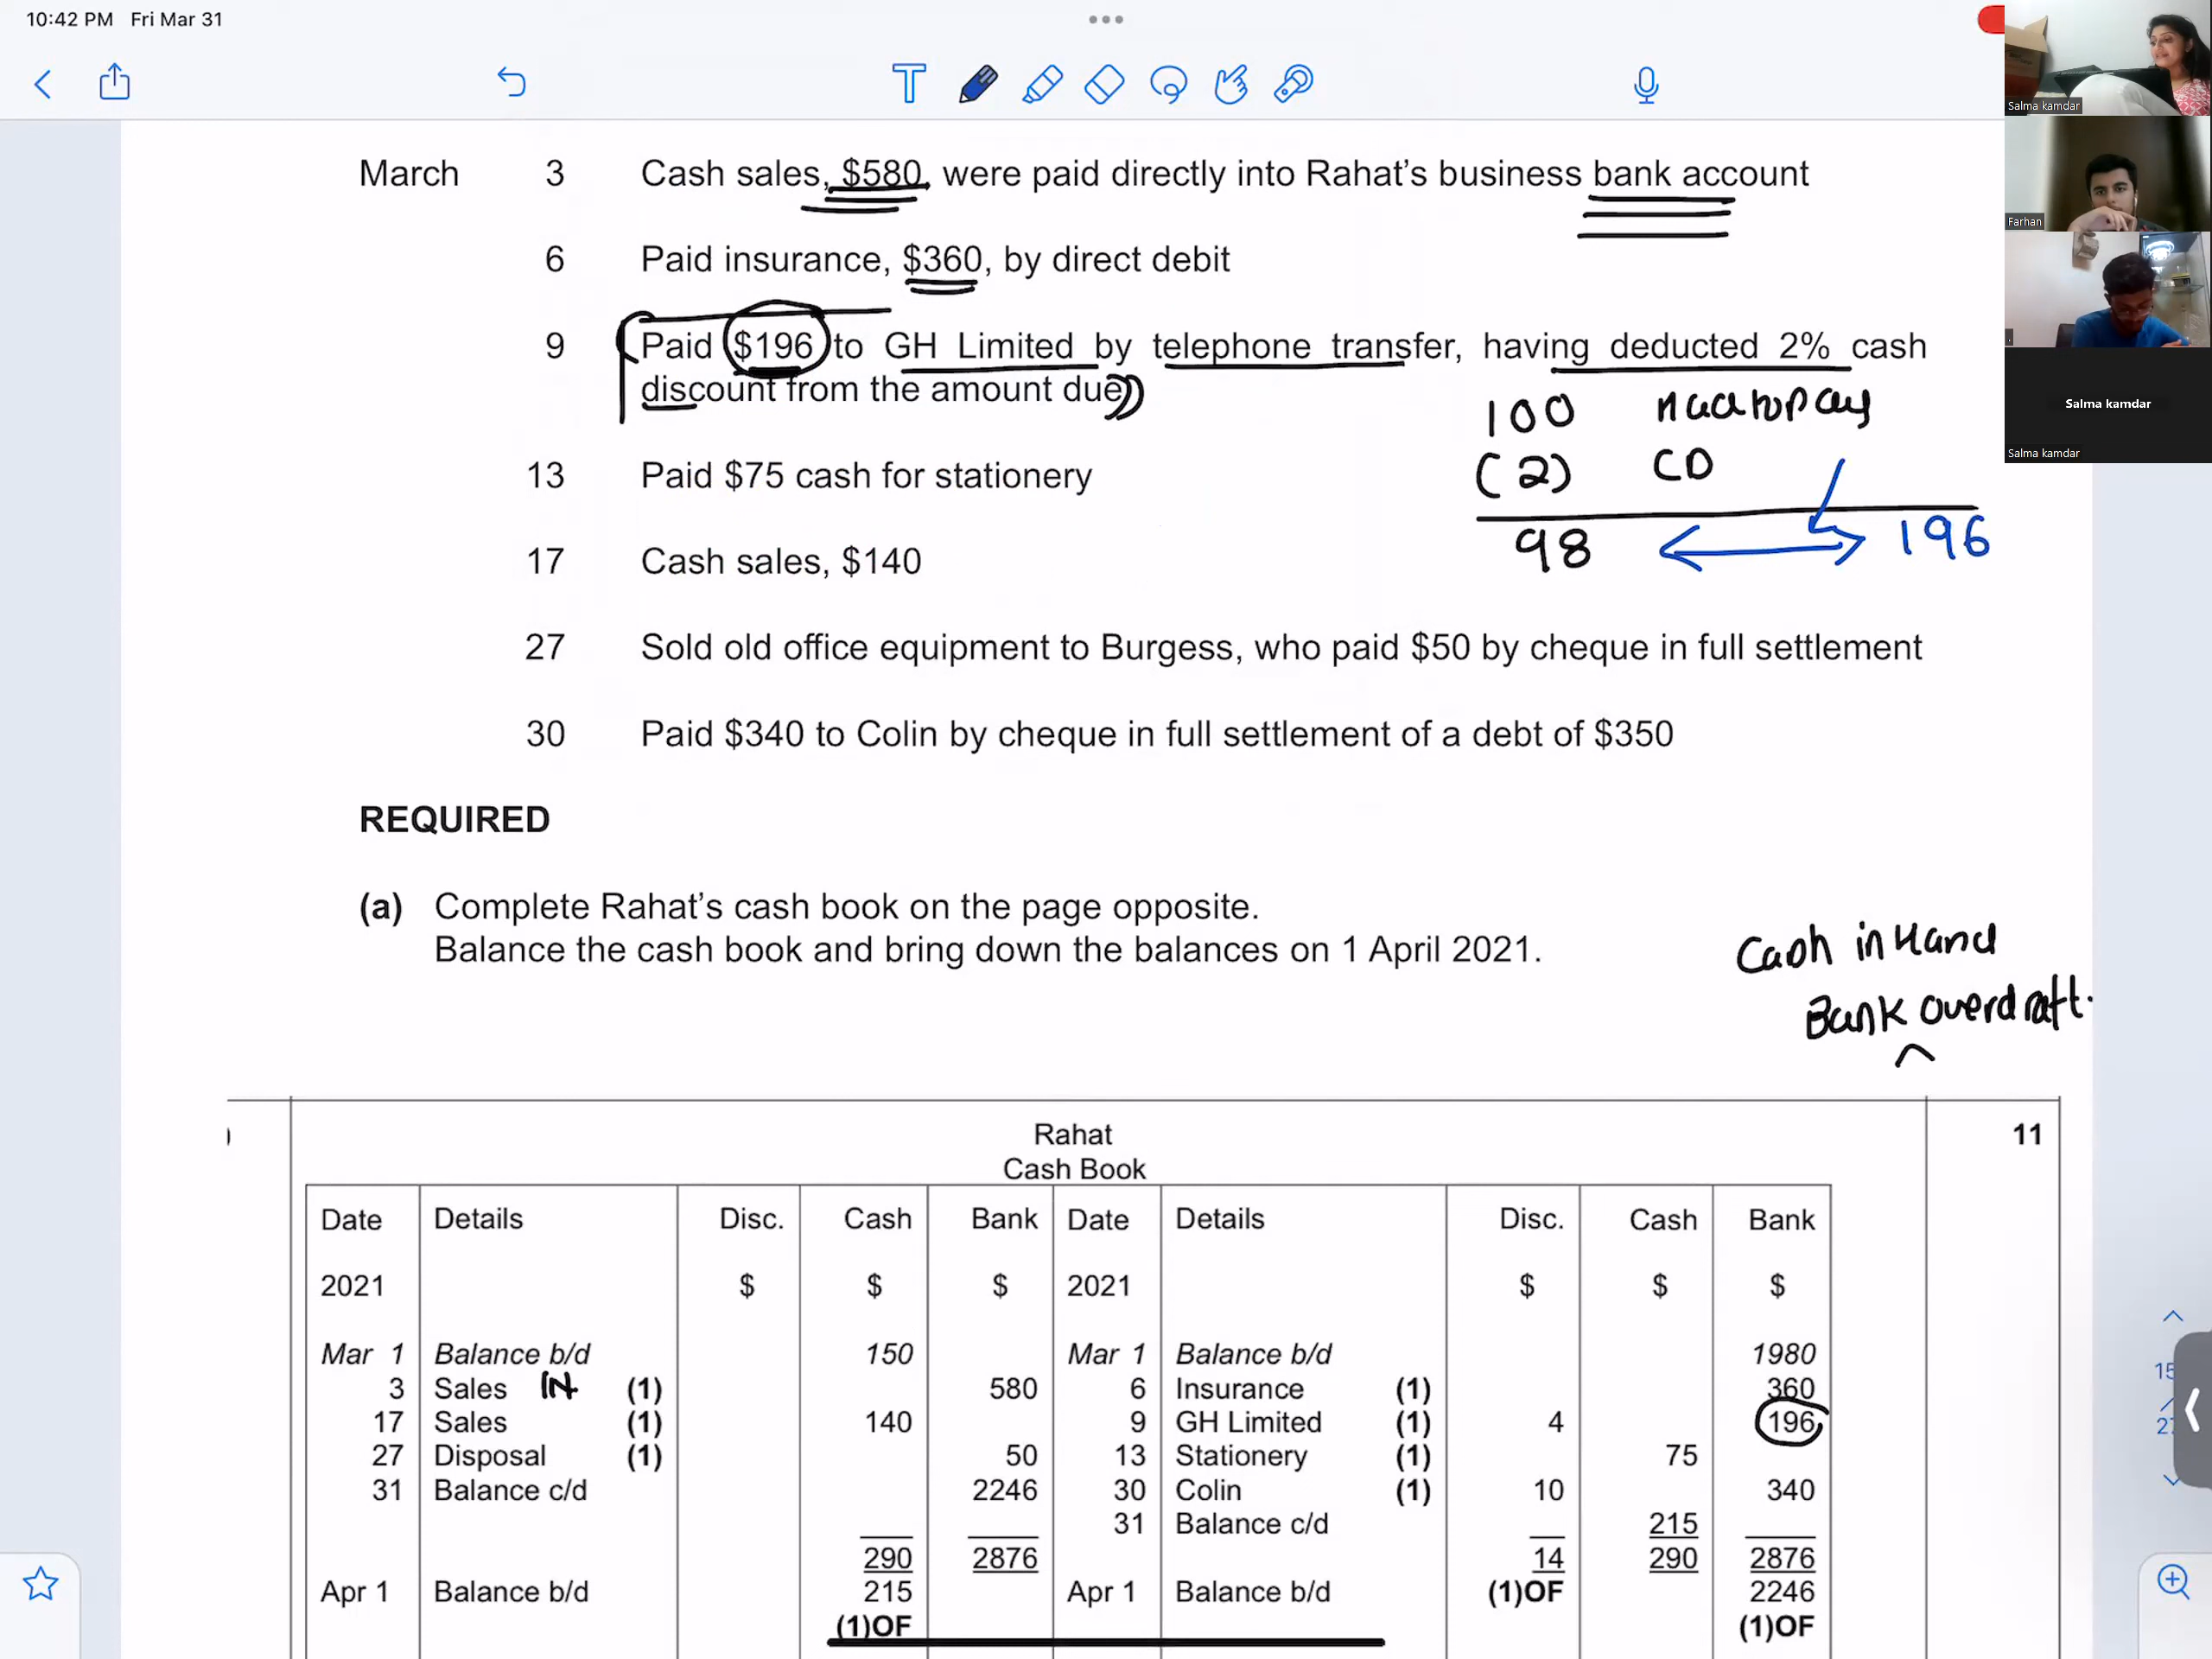 10:42 PM Fri Mar 31
Salma kamdar
Farhan
Salma kamdar
Salma kamdar
March 3 Cash sales, $580, were paid directly into Rahat's business bank account
6 Paid insurance, $360, by direct debit
9 Paid $196 to GH Limited by telephone transfer, having deducted 2% cash
discount from the amount due
100
(2) CD
98 196
13 Paid $75 cash for stationery
17 Cash sales, $140
27 Sold old office equipment to Burgess, who paid $50 by cheque in full settlement
30 Paid $340 to Colin by cheque in full settlement of a debt of $350
REQUIRED
(a) Complete Rahat's cash book on the page opposite.
Balance the cash book and bring down the balances on 1 April 2021.
Cash in Hand
Bank overdraft.
Rahat 11
Cash Book
Date Details Disc. Cash Bank Date Details Disc. Cash Bank
2021 $ $ $ 2021 $ $ $
Mar 1 Balance b/d 150 Mar 1 Balance b/d 1980
3 Sales IN (1) 580 6 Insurance (1) 360
17 Sales (1) 140 9 GH Limited (1) 4 196
27 Disposal (1) 50 13 Stationery (1) 75
31 Balance c/d 2246 30 Colin (1) 10 340
31 Balance c/d 215
290 2876 14 290 2876
Apr 1 Balance b/d 215 Apr 1 Balance b/d (1)OF 2246
(1)OF (1)OF